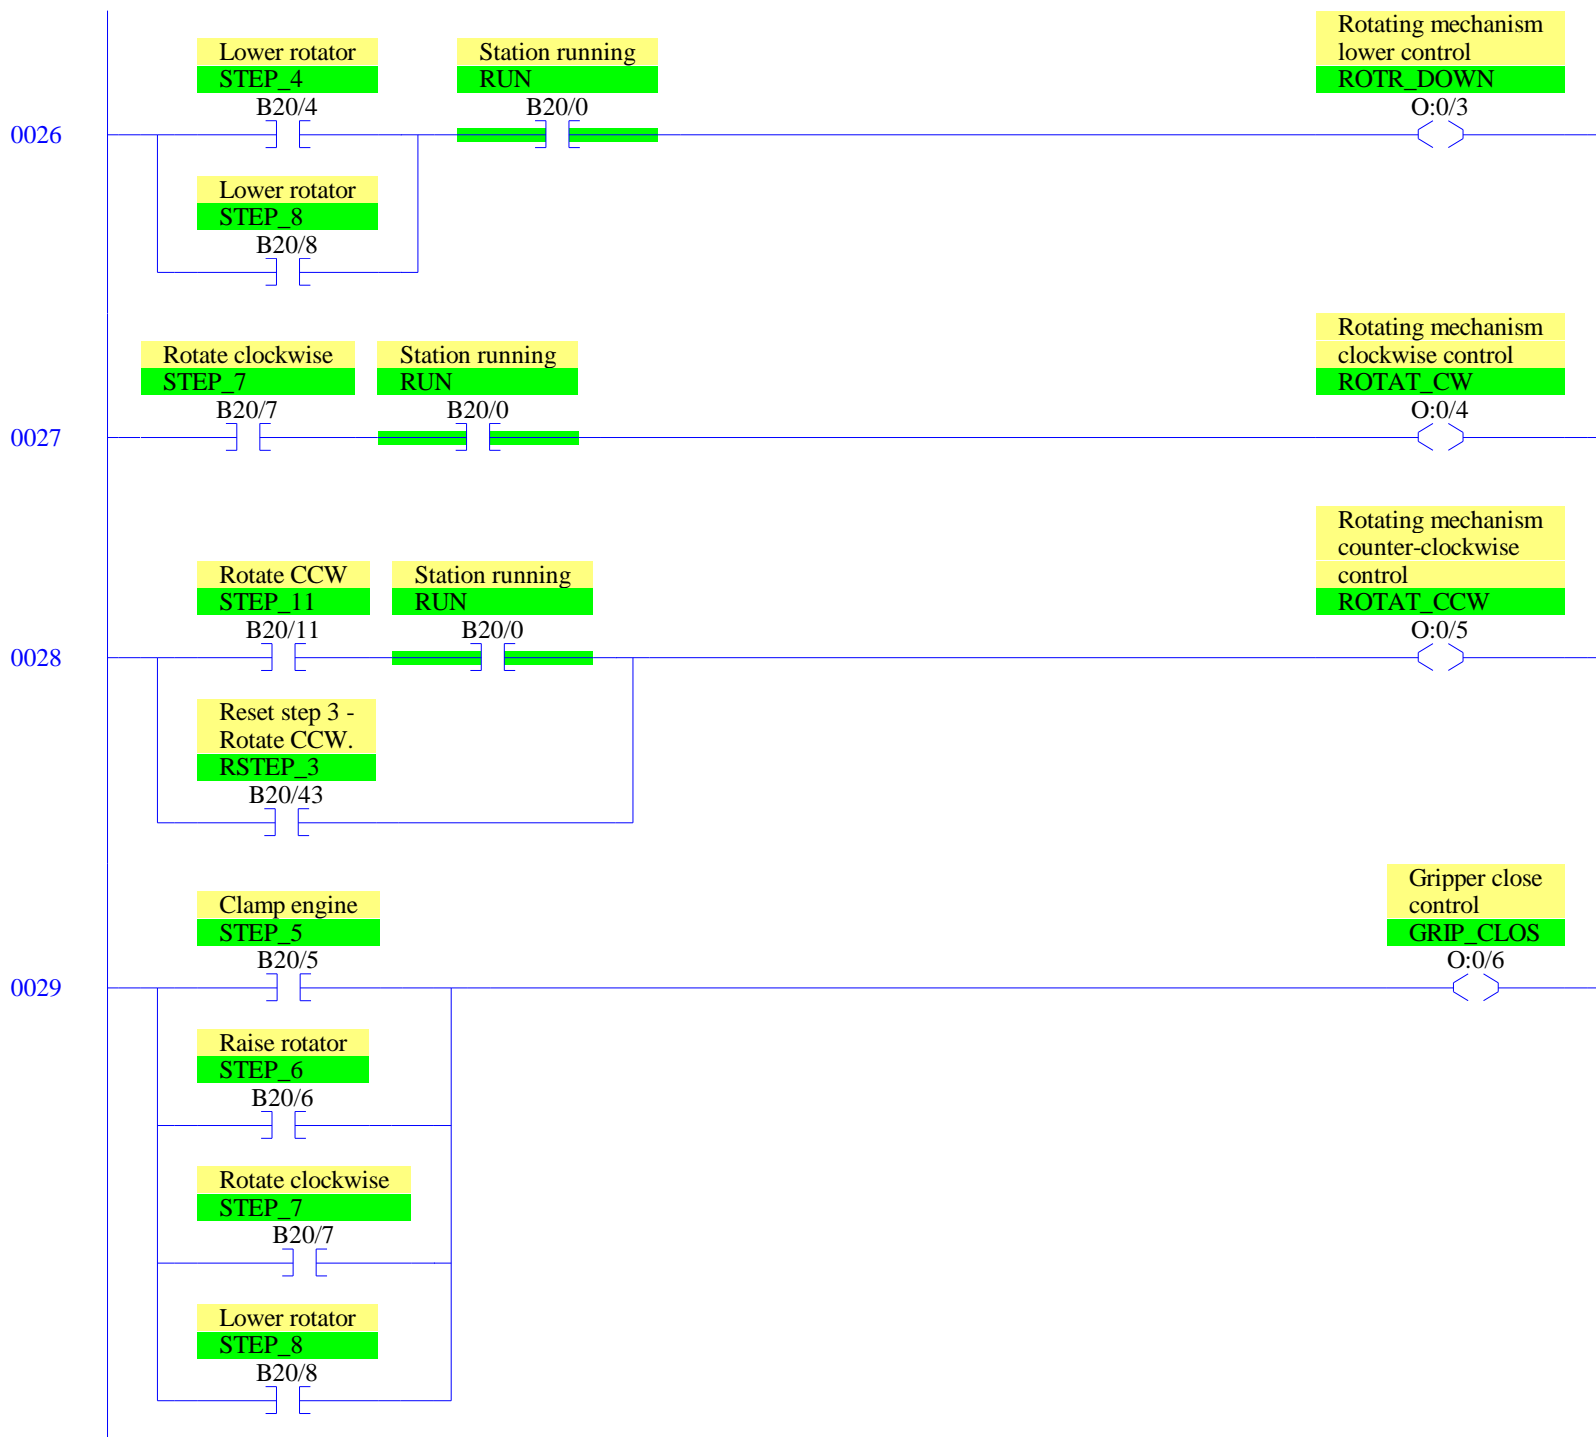 Lower rotator
STEP_4
B20/4
Station running
RUN
B20/0
Rotating mechanism
lower control
ROTR_DOWN
O:0/3
0026
Lower rotator
STEP_8
B20/8
Rotate clockwise
STEP_7
B20/7
Station running
RUN
B20/0
Rotating mechanism
clockwise control
ROTAT_CW
O:0/4
0027
Rotate CCW
STEP_11
B20/11
Station running
RUN
B20/0
Rotating mechanism
counter-clockwise
control
ROTAT_CCW
O:0/5
0028
Reset step 3 -
Rotate CCW.
RSTEP_3
B20/43
Clamp engine
STEP_5
B20/5
Gripper close
control
GRIP_CLOS
O:0/6
0029
Raise rotator
STEP_6
B20/6
Rotate clockwise
STEP_7
B20/7
Lower rotator
STEP_8
B20/8